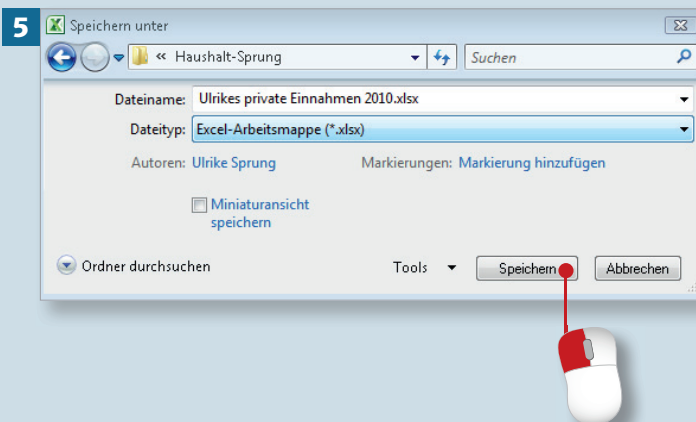 5
Speichern unter
« Haushalt-Sprung
Suchen
Dateiname: Ulrikes private Einnahmen 2010.xlsx
Dateityp: Excel-Arbeitsmappe (*.xlsx)
Autoren: Ulrike Sprung Markierungen: Markierung hinzufügen
Miniaturansicht
speichern
Ordner durchsuchen Tools Speichern Abbrechen